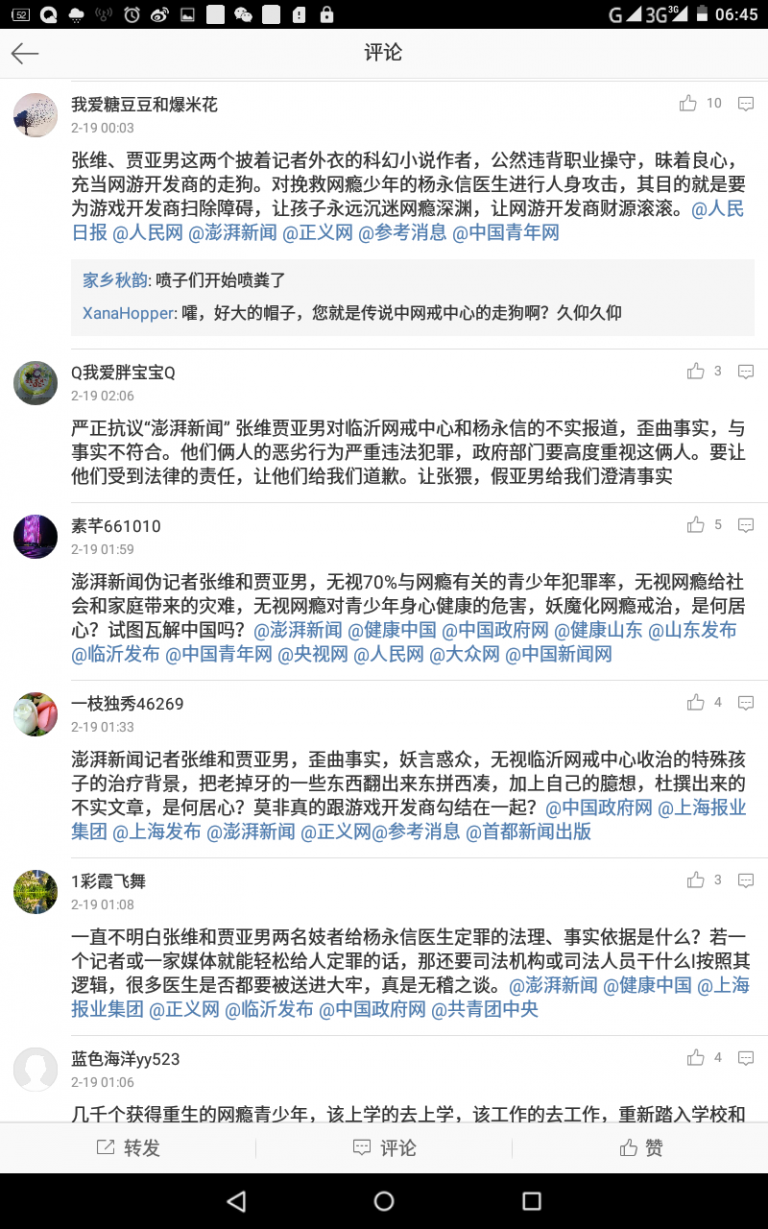 52
G 3G 3G 06:45
评论
我爱糖豆豆和爆米花
10
2-19 00:03
张维、贾亚男这两个披着记者外衣的科幻小说作者，公然违背职业操守，昧着良心，
充当网游开发商的走狗。对挽救网瘾少年的杨永信医生进行人身攻击，其目的就是要
为游戏开发商扫除障碍，让孩子永远沉迷网瘾深渊，让网游开发商财源滚滚。@人民
日报 @人民网 @澎湃新闻 @正义网 @参考消息 @中国青年网
家乡秋韵: 喷子们开始喷粪了
XanaHopper: 嚯，好大的帽子，您就是传说中网戒中心的走狗啊？久仰久仰
Q我爱胖宝宝Q
3
2-19 02:06
严正抗议“澎湃新闻” 张维贾亚男对临沂网戒中心和杨永信的不实报道，歪曲事实，与
事实不符合。他们俩人的恶劣行为严重违法犯罪，政府部门要高度重视这俩人。要让
他们受到法律的责任，让他们给我们道歉。让张猥，假亚男给我们澄清事实
素芊661010
5
2-19 01:59
澎湃新闻伪记者张维和贾亚男，无视70%与网瘾有关的青少年犯罪率，无视网瘾给社
会和家庭带来的灾难，无视网瘾对青少年身心健康的危害，妖魔化网瘾戒治，是何居
心？试图瓦解中国吗？@澎湃新闻 @健康中国 @中国政府网 @健康山东 @山东发布
@临沂发布 @中国青年网 @央视网 @人民网 @大众网 @中国新闻网
一枝独秀46269
4
2-19 01:33
澎湃新闻记者张维和贾亚男，歪曲事实，妖言惑众，无视临沂网戒中心收治的特殊孩
子的治疗背景，把老掉牙的一些东西翻出来东拼西凑，加上自己的臆想，杜撰出来的
不实文章，是何居心？莫非真的跟游戏开发商勾结在一起？@中国政府网 @上海报业
集团 @上海发布 @澎湃新闻 @正义网@参考消息 @首都新闻出版
1彩霞飞舞
3
2-19 01:08
一直不明白张维和贾亚男两名妓者给杨永信医生定罪的法理、事实依据是什么？若一
个记者或一家媒体就能轻松给人定罪的话，那还要司法机构或司法人员干什么!按照其
逻辑，很多医生是否都要被送进大牢，真是无稽之谈。@澎湃新闻 @健康中国 @上海
报业集团 @正义网 @临沂发布 @中国政府网 @共青团中央
蓝色海洋yy523
4
2-19 01:06
几千个获得重生的网瘾青少年，该上学的去上学，该工作的去工作，重新踏入学校和
转发
评论
赞